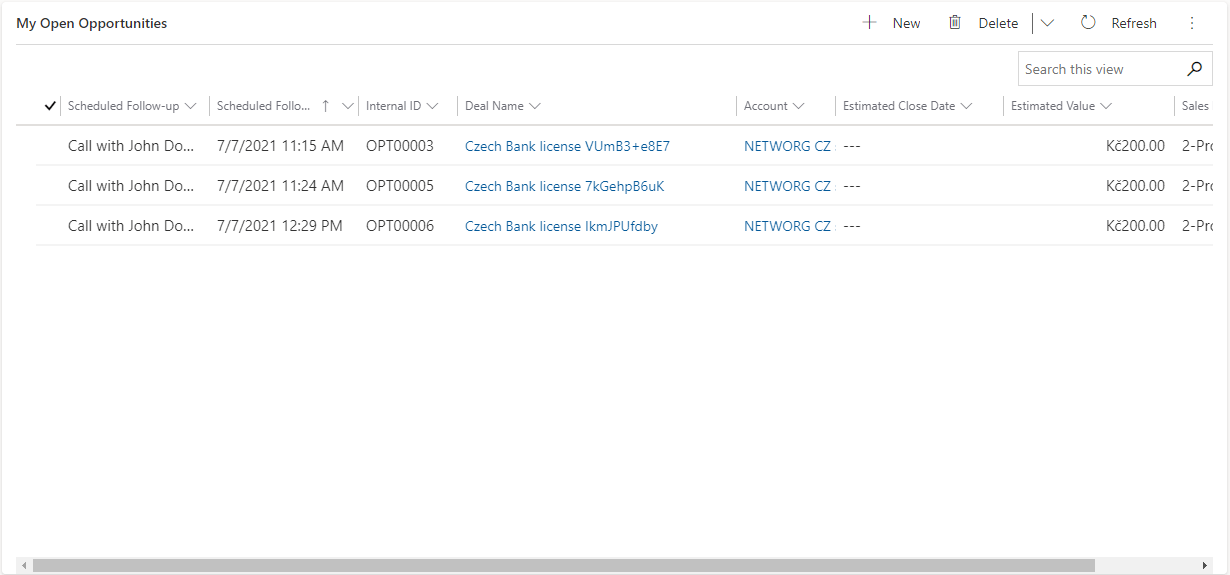 My Open Opportunities New Delete Refresh
Search this view
Scheduled Follow-up Scheduled Follo... Internal ID Deal Name Account Estimated Close Date Estimated Value Sales
Call with John Do... 7/7/2021 11:15 AM OPT00003 Czech Bank license VUmB3+e8E7 NETWORG CZ --- Kč200.00 2-Pro
Call with John Do... 7/7/2021 11:24 AM OPT00005 Czech Bank license 7kGehpB6uK NETWORG CZ --- Kč200.00 2-Pro
Call with John Do... 7/7/2021 12:29 PM OPT00006 Czech Bank license IkmJPUfdby NETWORG CZ --- Kč200.00 2-Pro